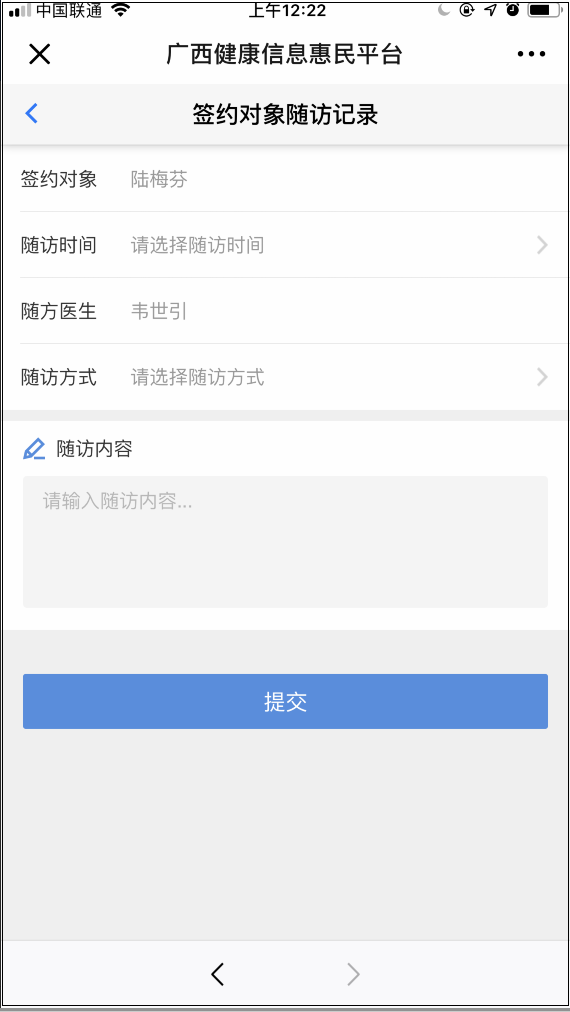 中国联通 上午12:22
广西健康信息惠民平台
签约对象随访记录
签约对象 陆梅芬
随访时间 请选择随访时间
随方医生 韦世引
随访方式 请选择随访方式
随访内容
请输入随访内容...
提交